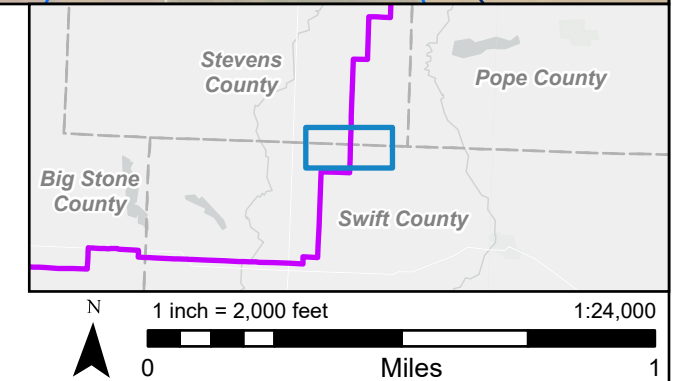 Stevens
County
Pope County
Big Stone
County
Swift County
N
1 inch = 2,000 feet
1:24,000
0
Miles
1